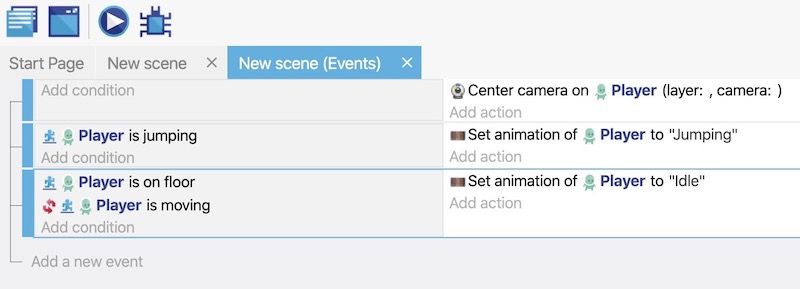 Start Page
New scene
New scene (Events)
Add condition
Center camera on Player (layer: , camera: )
Add action
Player is jumping
Add condition
Set animation of Player to "Jumping"
Add action
Player is on floor
Player is moving
Add condition
Set animation of Player to "Idle"
Add action
Add a new event